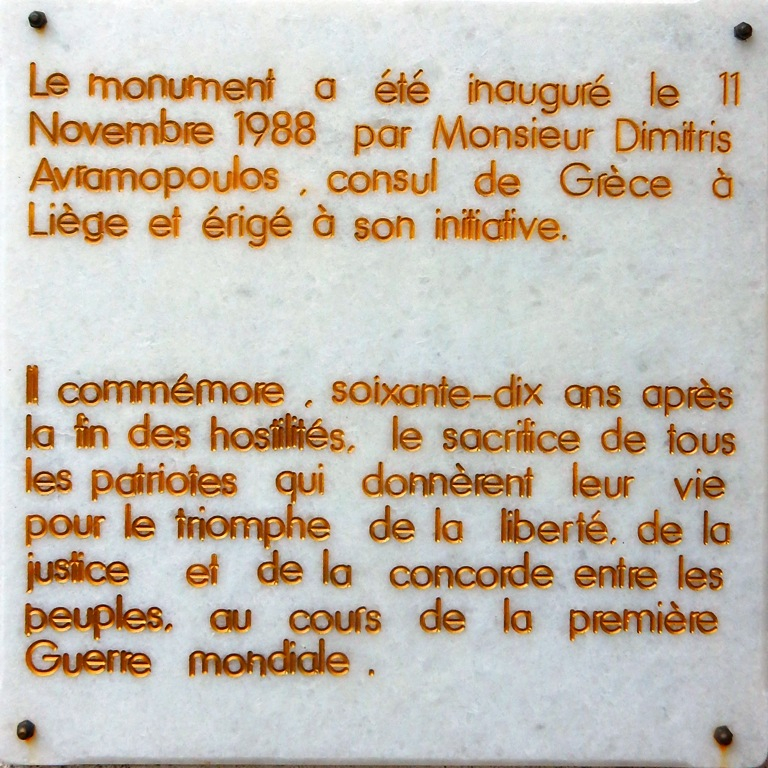 Le monument a été inauguré le 11
Novembre 1988 par Monsieur Dimitris
Avramopoulos , consul de Grèce à
Liège et érigé à son initiative.
Il commémore , soixante-dix ans après
la fin des hostilités, le sacrifice de tous
les patriotes qui donnèrent leur vie
pour le triomphe de la liberté, de la
justice et de la concorde entre les
peuples, au cours de la première
Guerre mondiale .